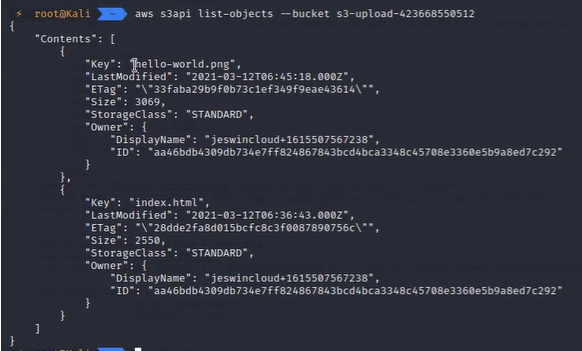 ⚡ root@Kali ~ aws s3api list-objects --bucket s3-upload-423668550512
{
"Contents": [
{
"Key": "hello-world.png",
"LastModified": "2021-03-12T06:45:18.000Z",
"ETag": "\"33faba29b9f0b73c1ef349f9eae43614\"",
"Size": 3069,
"StorageClass": "STANDARD",
"Owner": {
"DisplayName": "jeswincloud+1615507567238",
"ID": "aa46bdb4309db734e7ff824867843bcd4bca3348c45708e3360e5b9a8ed7c292"
}
},
{
"Key": "index.html",
"LastModified": "2021-03-12T06:36:43.000Z",
"ETag": "\"28dde2fa8d015bcfc8c3f0087890756c\"",
"Size": 2550,
"StorageClass": "STANDARD",
"Owner": {
"DisplayName": "jeswincloud+1615507567238",
"ID": "aa46bdb4309db734e7ff824867843bcd4bca3348c45708e3360e5b9a8ed7c292"
}
}
]
}